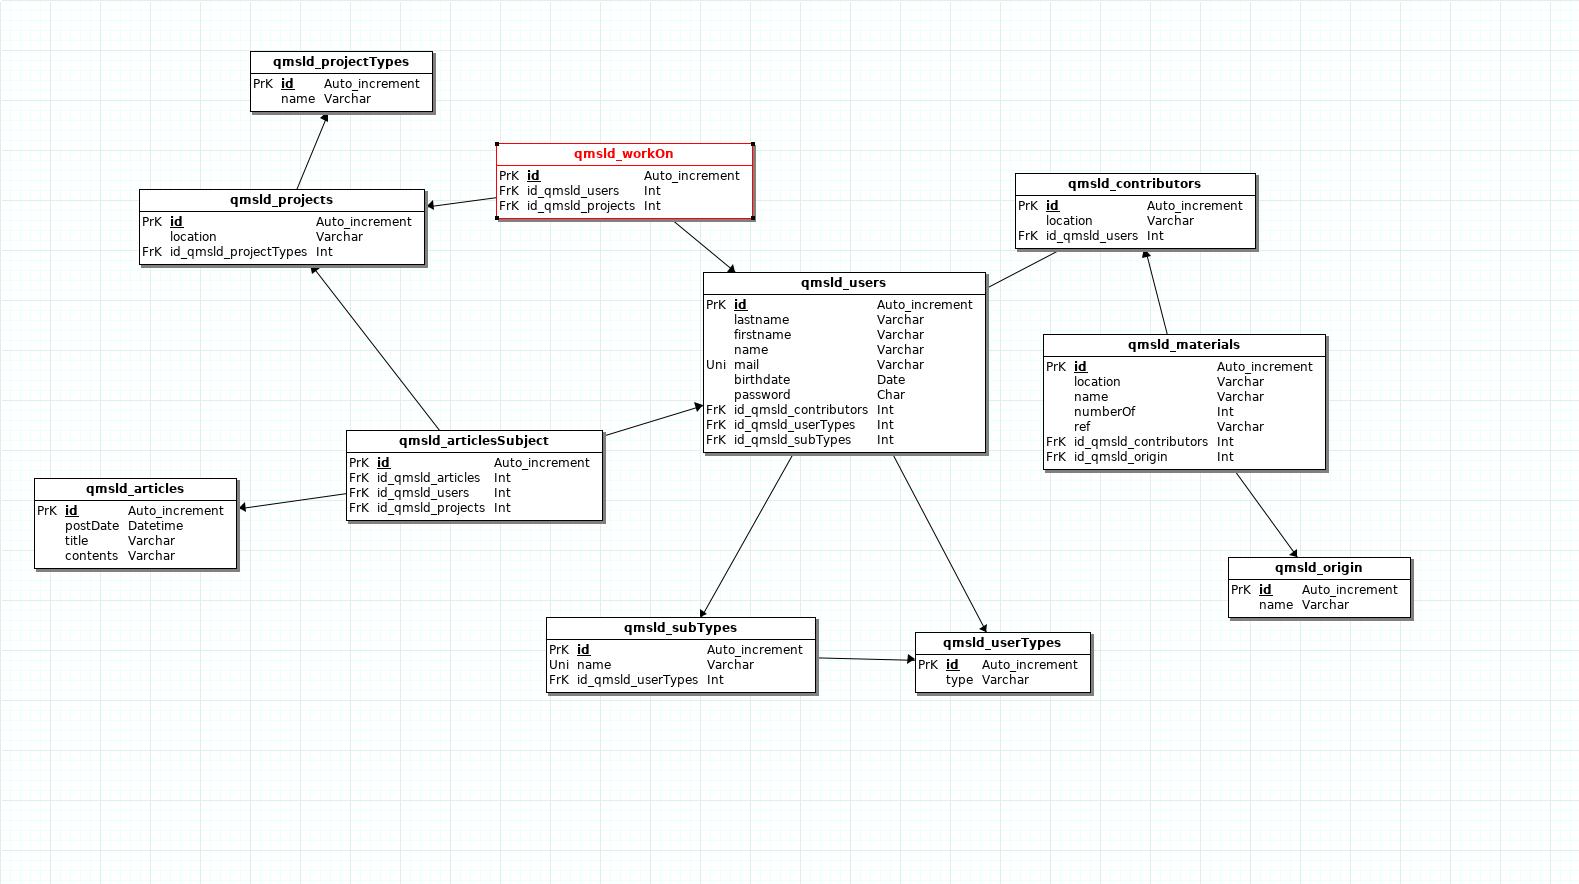 qmsld_projectTypes
PrK id Auto_increment
name Varchar
qmsld_workOn
PrK id Auto_increment
FrK id_qmsld_users Int
FrK id_qmsld_projects Int
qmsld_contributors
PrK id Auto_increment
location Varchar
FrK id_qmsld_users Int
qmsld_projects
PrK id Auto_increment
location Varchar
FrK id_qmsld_projectTypes Int
qmsld_users
PrK id Auto_increment
lastname Varchar
firstname Varchar
name Varchar
Uni mail Varchar
birthdate Date
password Char
FrK id_qmsld_contributors Int
FrK id_qmsld_userTypes Int
FrK id_qmsld_subTypes Int
qmsld_materials
PrK id Auto_increment
location Varchar
name Varchar
numberOf Int
ref Varchar
FrK id_qmsld_contributors Int
FrK id_qmsld_origin Int
qmsld_articlesSubject
PrK id Auto_increment
FrK id_qmsld_articles Int
FrK id_qmsld_users Int
FrK id_qmsld_projects Int
qmsld_articles
PrK id Auto_increment
postDate Datetime
title Varchar
contents Varchar
qmsld_origin
PrK id Auto_increment
name Varchar
qmsld_subTypes
PrK id Auto_increment
Uni name Varchar
FrK id_qmsld_userTypes Int
qmsld_userTypes
PrK id Auto_increment
type Varchar